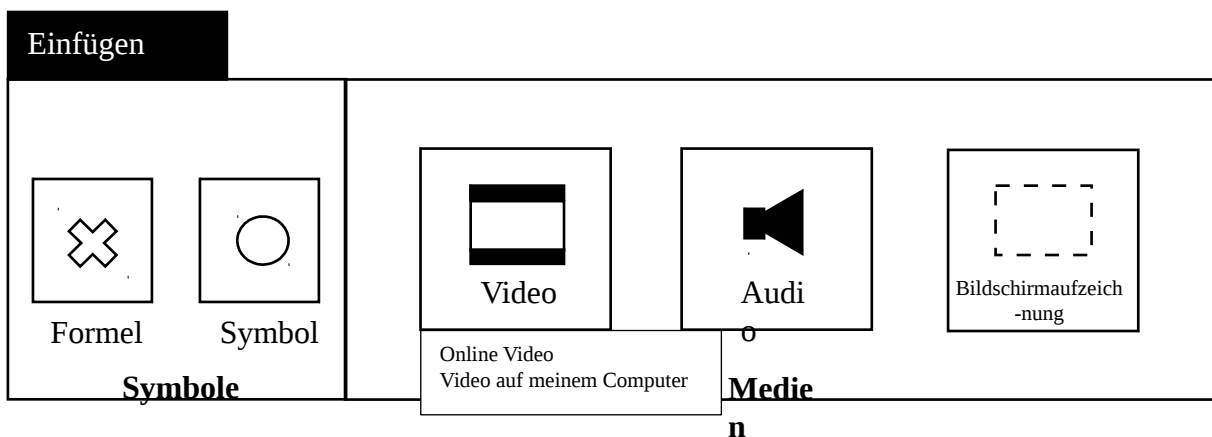 Einfügen
Formel
Symbol
Symbole
Video
Audi
o
Bildschirmaufzeich
-nung
Online Video
Video auf meinem Computer
Medie
n